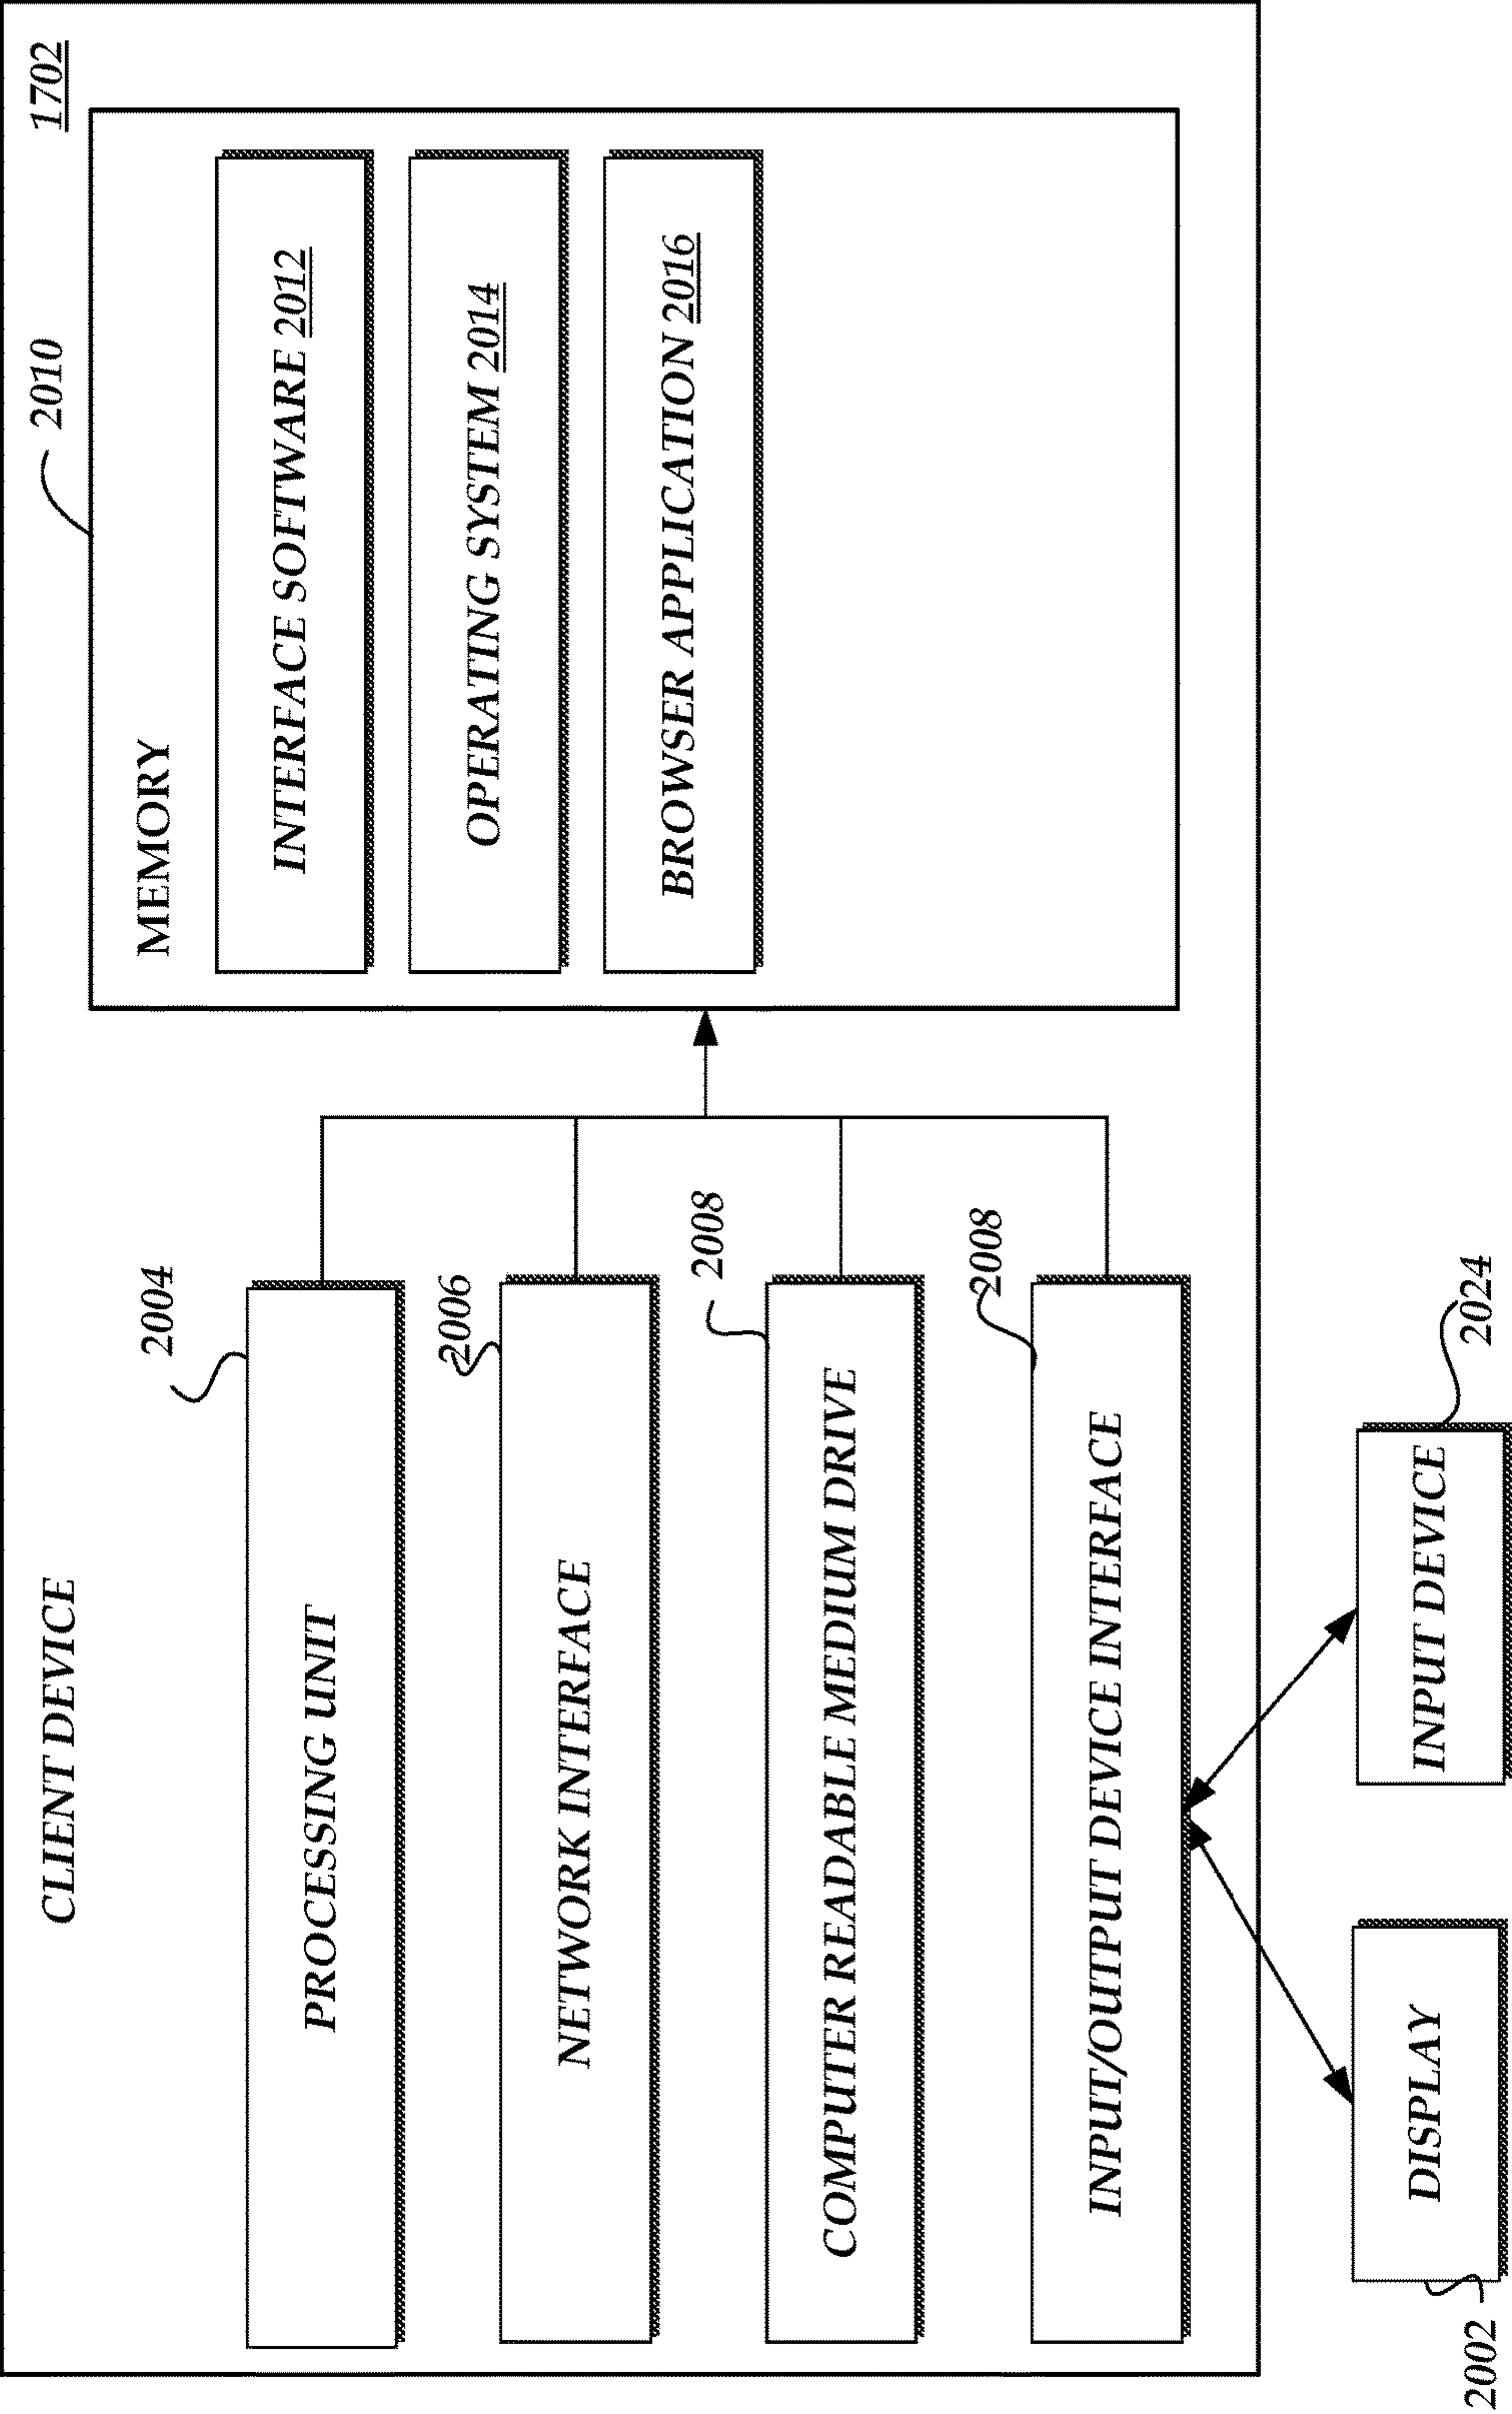 CLIENT DEVICE
1702
2010
MEMORY
INTERFACE SOFTWARE 2012
OPERATING SYSTEM 2014
BROWSER APPLICATION 2016
2004
PROCESSING UNIT
2006
NETWORK INTERFACE
2008
COMPUTER READABLE MEDIUM DRIVE
2008
INPUT/OUTPUT DEVICE INTERFACE
2002
DISPLAY
INPUT DEVICE
2024